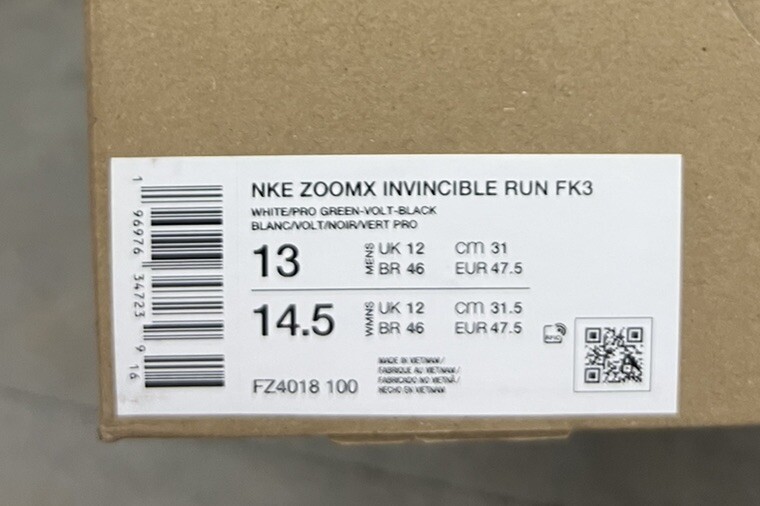 NKE ZOOMX INVINCIBLE RUN FK3
WHITE/PRO GREEN-VOLT-BLACK
BLANC/VOLT/NOIR/VERT PRO
13 MENS UK 12 cm 31
BR 46 EUR 47.5
14.5 WMNS UK 12 cm 31.5
BR 46 EUR 47.5
RFID
FZ4018 100
MADE IN VIETNAM/
FABRIQUE AU VIETNAM/
FABRICADO NO VIETNÃ/
HECHO EN VIETNAM
1 96976 34723 9 16